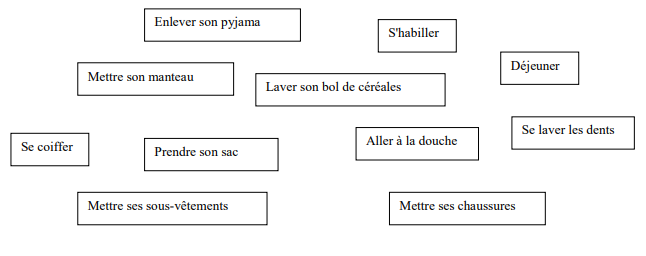 Enlever son pyjama
S'habiller
Déjeuner
Mettre son manteau
Laver son bol de céréales
Se laver les dents
Aller à la douche
Se coiffer
Prendre son sac
Mettre ses sous-vêtements
Mettre ses chaussures